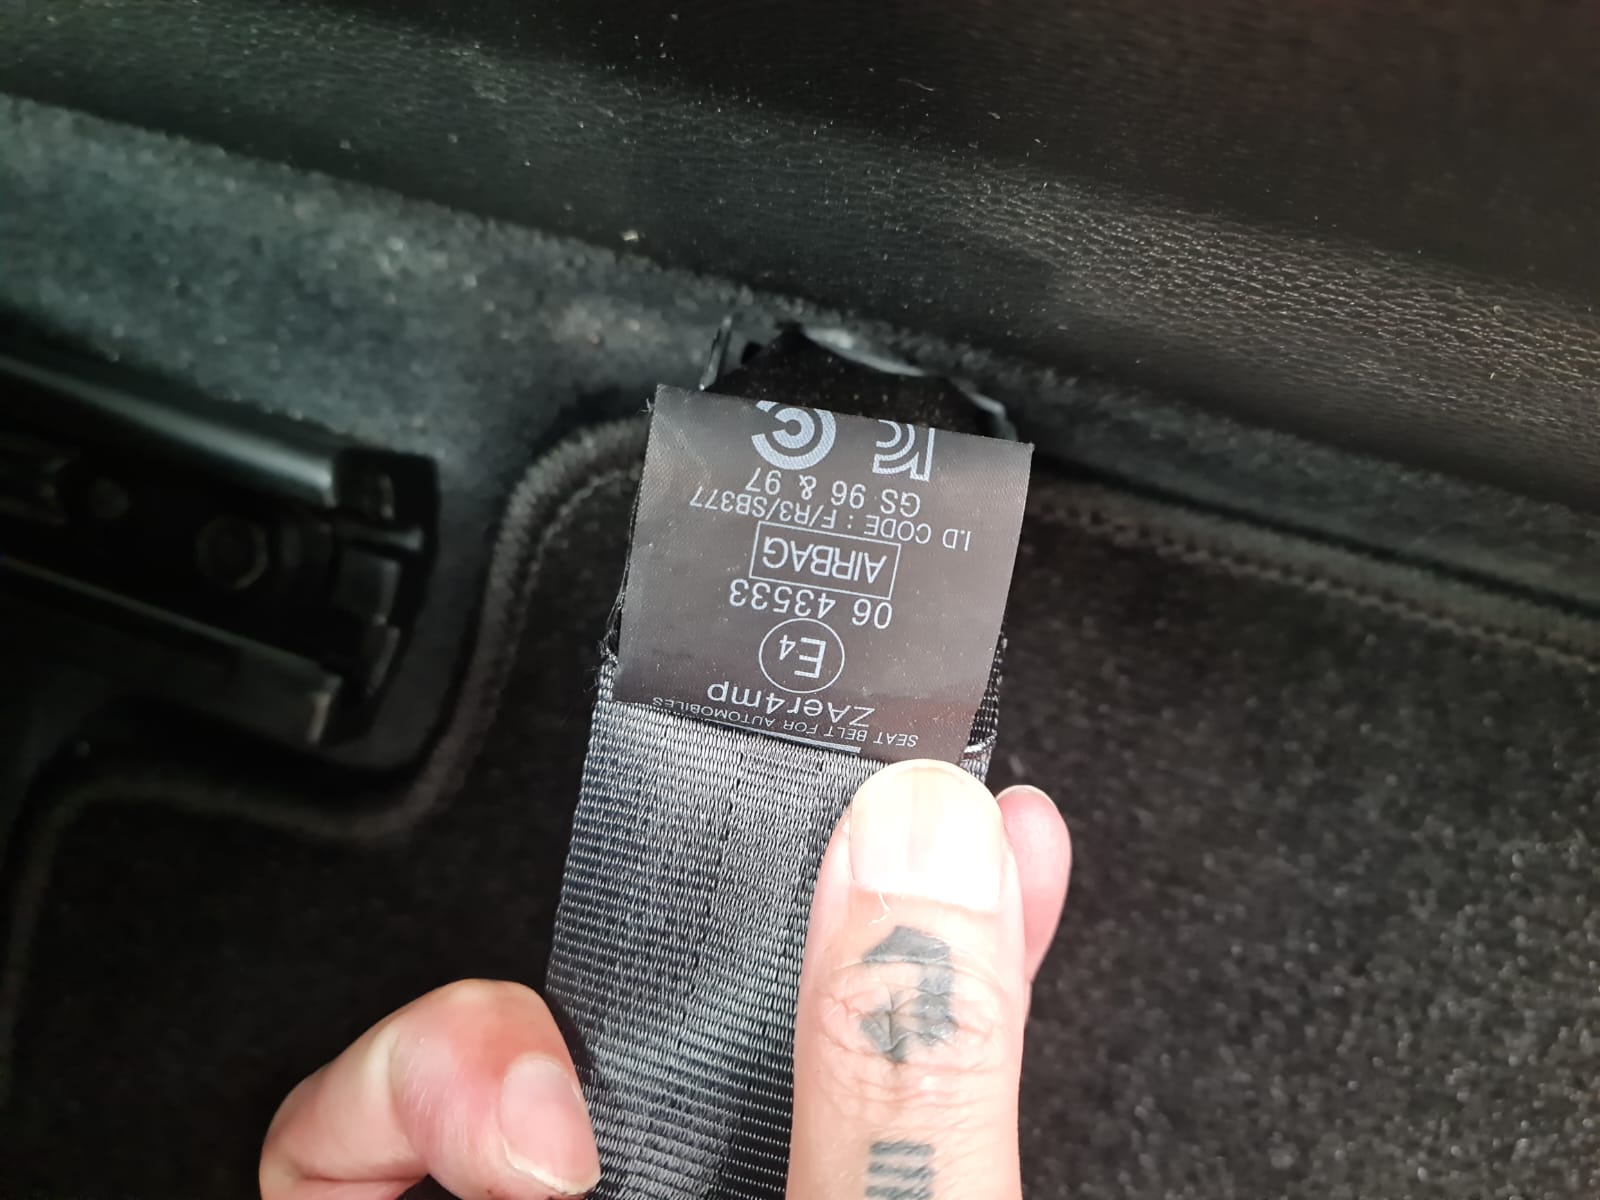 SEAT BELT FOR AUTOMOBILES
ZAer4mp
E4
06 43533
AIRBAG
I.D CODE : F/R3/SB377
GS 96 & 97